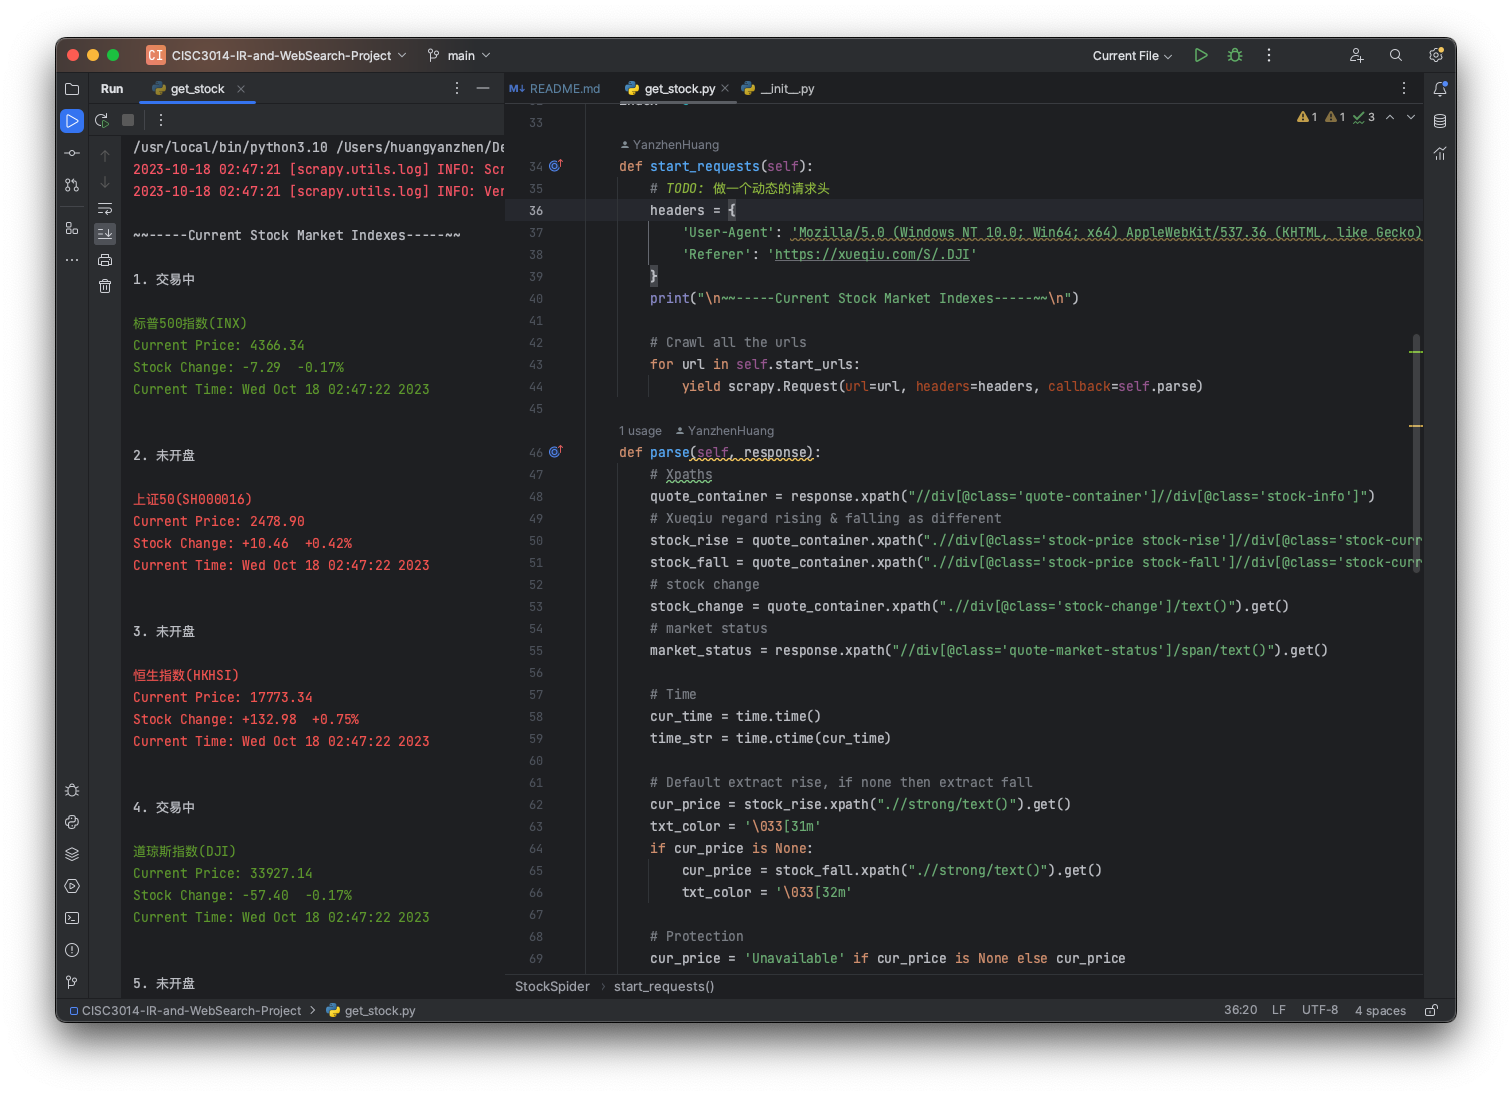 CI CISC3014-IR-and-WebSearch-Project main Current File
Run get_stock README.md get_stock.py __init__.py
/usr/local/bin/python3.10 /Users/huangyanzhen/De
2023-10-18 02:47:21 [scrapy.utils.log] INFO: Scr
2023-10-18 02:47:21 [scrapy.utils.log] INFO: Ver
~~-----Current Stock Market Indexes-----~~
1. 交易中
标普500指数(INX)
Current Price: 4366.34
Stock Change: -7.29  -0.17%
Current Time: Wed Oct 18 02:47:22 2023
2. 未开盘
上证50(SH000016)
Current Price: 2478.90
Stock Change: +10.46  +0.42%
Current Time: Wed Oct 18 02:47:22 2023
3. 未开盘
恒生指数(HKHSI)
Current Price: 17773.34
Stock Change: +132.98  +0.75%
Current Time: Wed Oct 18 02:47:22 2023
4. 交易中
道琼斯指数(DJI)
Current Price: 33927.14
Stock Change: -57.40  -0.17%
Current Time: Wed Oct 18 02:47:22 2023
5. 未开盘
1 1 3
33
YanzhenHuang
34 def start_requests(self):
35 # TODO: 做一个动态的请求头
36 headers = {
37 'User-Agent': 'Mozilla/5.0 (Windows NT 10.0; Win64; x64) AppleWebKit/537.36 (KHTML, like Gecko)
38 'Referer': 'https://xueqiu.com/S/.DJI'
39 }
40 print("\n~~-----Current Stock Market Indexes-----~~\n")
41
42 # Crawl all the urls
43 for url in self.start_urls:
44 yield scrapy.Request(url=url, headers=headers, callback=self.parse)
45
1 usage YanzhenHuang
46 def parse(self, response):
47 # Xpaths
48 quote_container = response.xpath("//div[@class='quote-container']//div[@class='stock-info']")
49 # Xueqiu regard rising & falling as different
50 stock_rise = quote_container.xpath(".//div[@class='stock-price stock-rise']//div[@class='stock-curr
51 stock_fall = quote_container.xpath(".//div[@class='stock-price stock-fall']//div[@class='stock-curr
52 # stock change
53 stock_change = quote_container.xpath(".//div[@class='stock-change']/text()").get()
54 # market status
55 market_status = response.xpath("//div[@class='quote-market-status']/span/text()").get()
56
57 # Time
58 cur_time = time.time()
59 time_str = time.ctime(cur_time)
60
61 # Default extract rise, if none then extract fall
62 cur_price = stock_rise.xpath(".//strong/text()").get()
63 txt_color = '\033[31m'
64 if cur_price is None:
65 cur_price = stock_fall.xpath(".//strong/text()").get()
66 txt_color = '\033[32m'
67
68 # Protection
69 cur_price = 'Unavailable' if cur_price is None else cur_price
StockSpider start_requests()
CISC3014-IR-and-WebSearch-Project get_stock.py 36:20 LF UTF-8 4 spaces